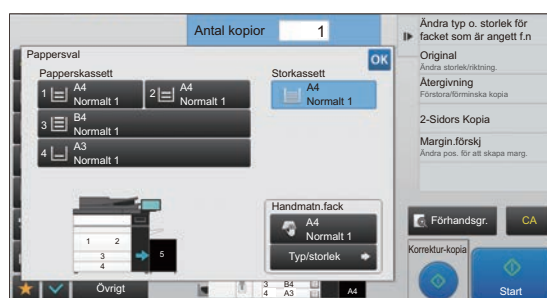 Antal kopior 1
Pappersval
OK
Papperskassett
1 A4 Normalt 1
2 A4 Normalt 1
3 B4 Normalt 1
4 A3 Normalt 1
Storkassett
A4
Normalt 1
1 2
3
4
5
Handmatn.fack
A4
Normalt 1
Typ/storlek
Övrigt
3 B4
4 A3
A4
Ändra typ o. storlek för
facket som är angett f.n
Original
Ändra storlek/riktning.
Återgivning
Förstora/förminska kopia
2-Sidors Kopia
Margin.förskj
Ändra pos. för att skapa marg.
Förhandsgr.
CA
Korrektur-kopia
Start